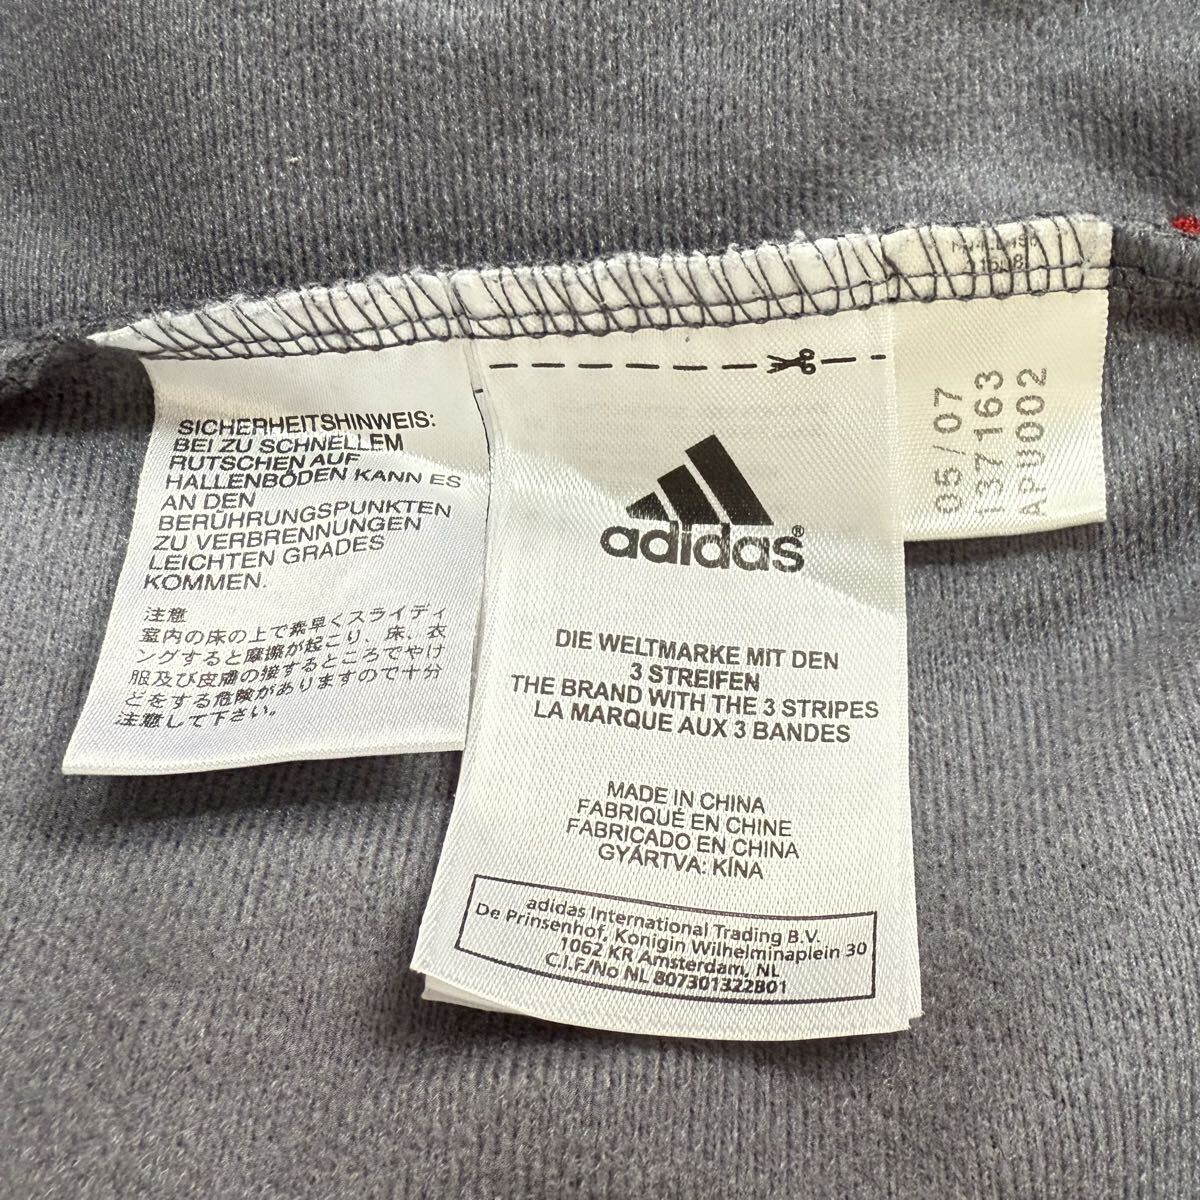 SICHERHEITSHINWEIS:
BEI ZU SCHNELLEM
RUTSCHEN AUF
HALLENBÖDEN KANN ES
AN DEN
BERÜHRUNGSPUNKTEN
ZU VERBRENNUNGEN
LEICHTEN GRADES
KOMMEN.
注意
室内の床の上で素早くスライディ
ングすると摩擦が起こり、床、衣
服及び皮膚の接するところでやけ
どをする危険がありますので十分
注意して下さい。
adidas®
DIE WELTMARKE MIT DEN
3 STREIFEN
THE BRAND WITH THE 3 STRIPES
LA MARQUE AUX 3 BANDES
MADE IN CHINA
FABRIQUÉ EN CHINE
FABRICADO EN CHINA
GYÁRTVA: KÍNA
adidas International Trading B.V.
De Prinsenhof, Konigin Wilhelminaplein 30
1062 KR Amsterdam, NL
C.I.F./No NL 807301322B01
05/07
137163
APU002